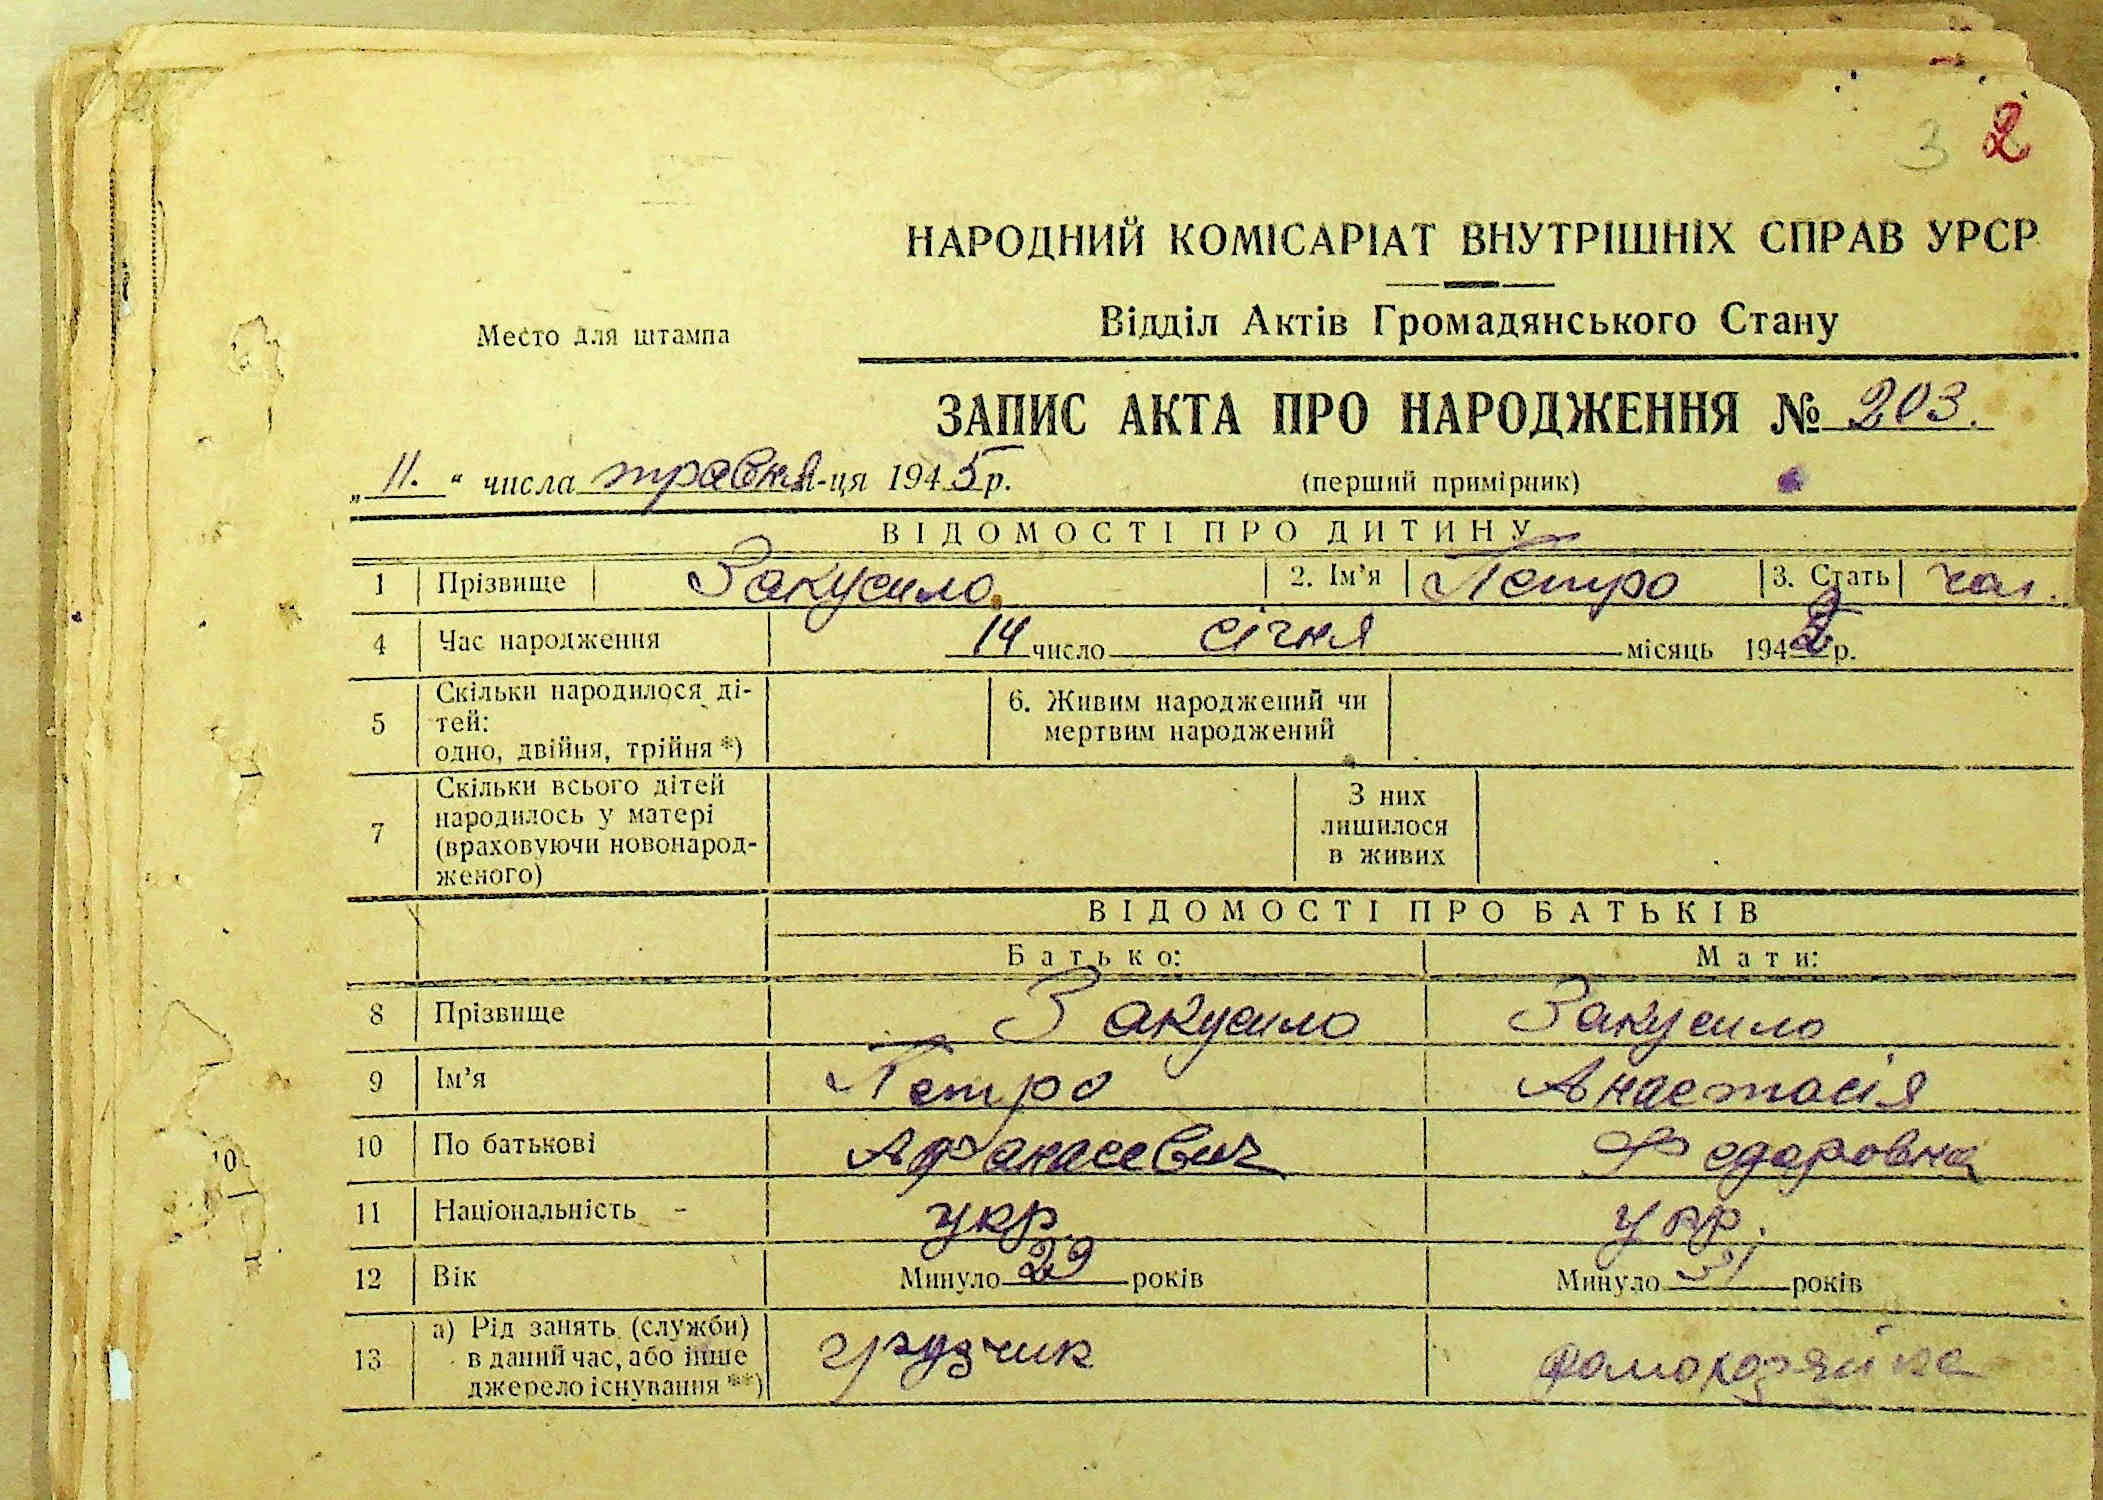 3 2
НАРОДНИЙ КОМІСАРІАТ ВНУТРІШНІХ СПРАВ УРСР
Відділ Актів Громадянського Стану
Место для штампа
ЗАПИС АКТА ПРО НАРОДЖЕННЯ № 203.
„ 11. “ числа травня м-ця 1945 р. (перший примірник)
ВІДОМОСТІ ПРО ДИТИНУ
1 Прізвище Закусило 2. Ім’я Петро 3. Стать чол.
4 Час народження 14 число січня місяць 1942 р.
5 Скільки народилося ді-
тей:
одно, двійня, трійня *)
6. Живим народжений чи
мертвим народжений
7 Скільки всього дітей
народилось у матері
(враховуючи новонарод-
женого)
З них
лишилося
в живих
ВІДОМОСТІ ПРО БАТЬКІВ
Батько: Мати:
8 Прізвище Закусило Закусило
9 Ім’я Петро Анастасія
10 По батькові Афанасевич Федоровна
11 Національність - укр. укр.
12 Вік Минуло 29 років Минуло 31 років
13 а) Рід занять (служби)
в даний час, або інше
джерело існування **)
грузчик домохазяйка